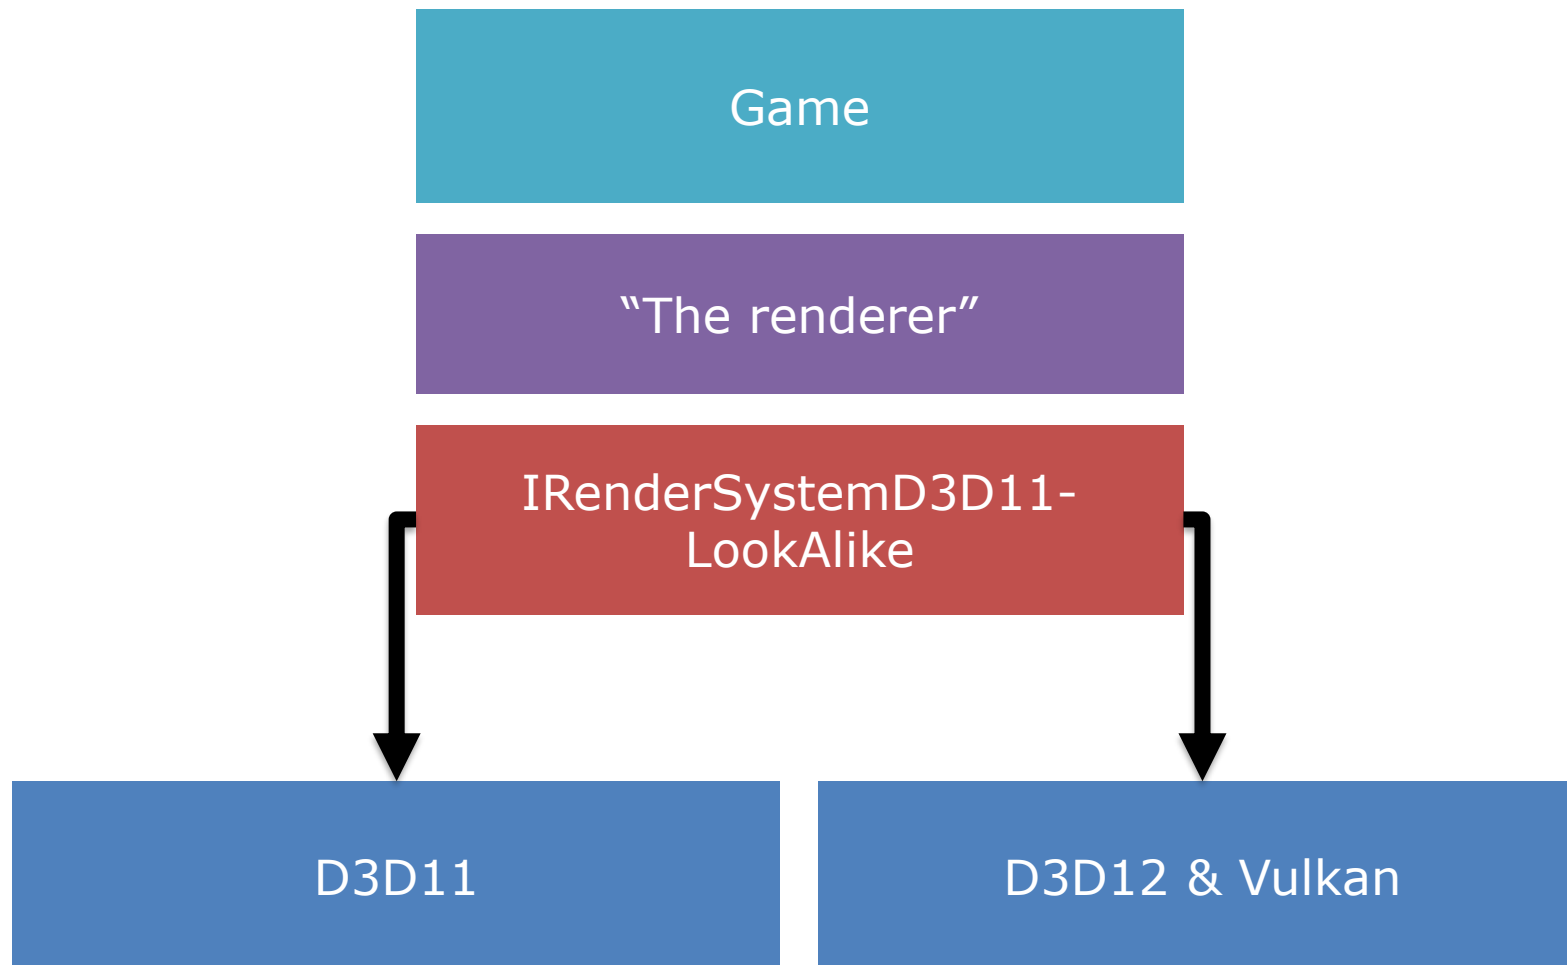 Game
“The renderer”
IRenderSystemD3D11-
LookAlike
D3D11
D3D12 & Vulkan